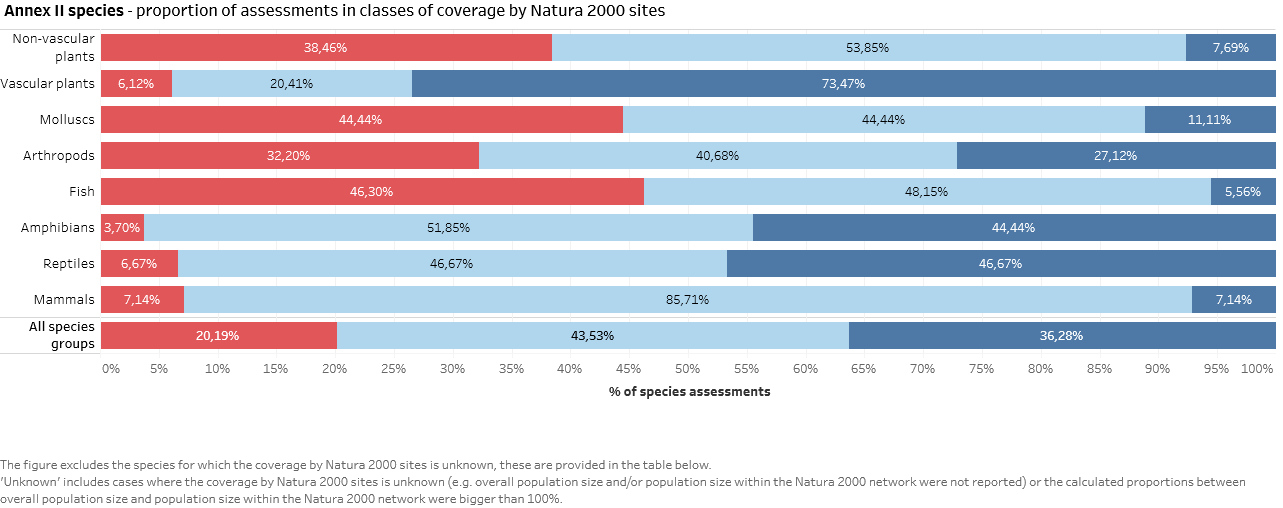 Annex II species - proportion of assessments in classes of coverage by Natura 2000 sites
Non-vascular
plants
38,46%
53,85%
7,69%
Vascular plants
6,12%
20,41%
73,47%
Molluscs
44,44%
44,44%
11,11%
Arthropods
32,20%
40,68%
27,12%
Fish
46,30%
48,15%
5,56%
Amphibians
3,70%
51,85%
44,44%
Reptiles
6,67%
46,67%
46,67%
Mammals
7,14%
85,71%
7,14%
All species
groups
20,19%
43,53%
36,28%
0% 5% 10% 15% 20% 25% 30% 35% 40% 45% 50% 55% 60% 65% 70% 75% 80% 85% 90% 95% 100%
% of species assessments
The figure excludes the species for which the coverage by Natura 2000 sites is unknown, these are provided in the table below.
'Unknown' includes cases where the coverage by Natura 2000 sites is unknown (e.g. overall population size and/or population size within the Natura 2000 network were not reported) or the calculated proportions between
overall population size and population size within the Natura 2000 network were bigger than 100%.